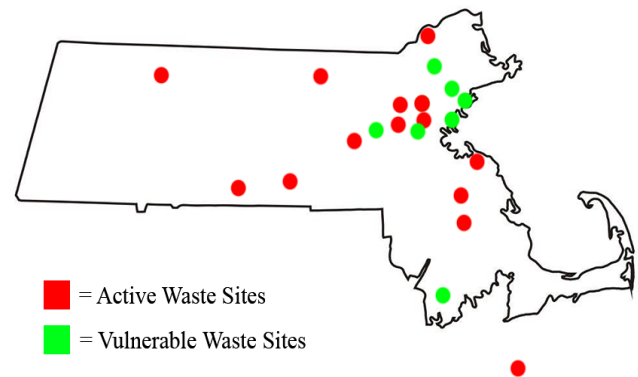 = Active Waste Sites
= Vulnerable Waste Sites